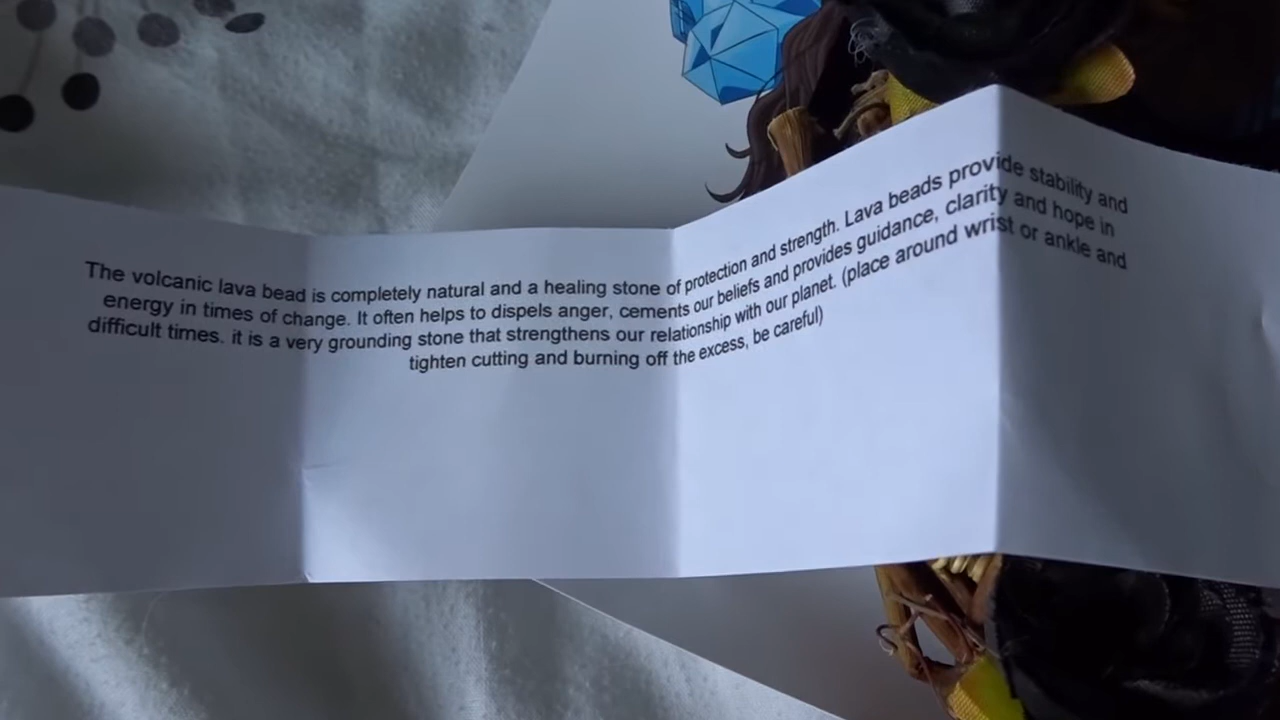 The volcanic lava bead is completely natural and a healing stone of protection and strength. Lava beads provide stability and
energy in times of change. It often helps to dispels anger, cements our beliefs and provides guidance, clarity and hope in
difficult times. it is a very grounding stone that strengthens our relationship with our planet. (place around wrist or ankle and
tighten cutting and burning off the excess, be careful)